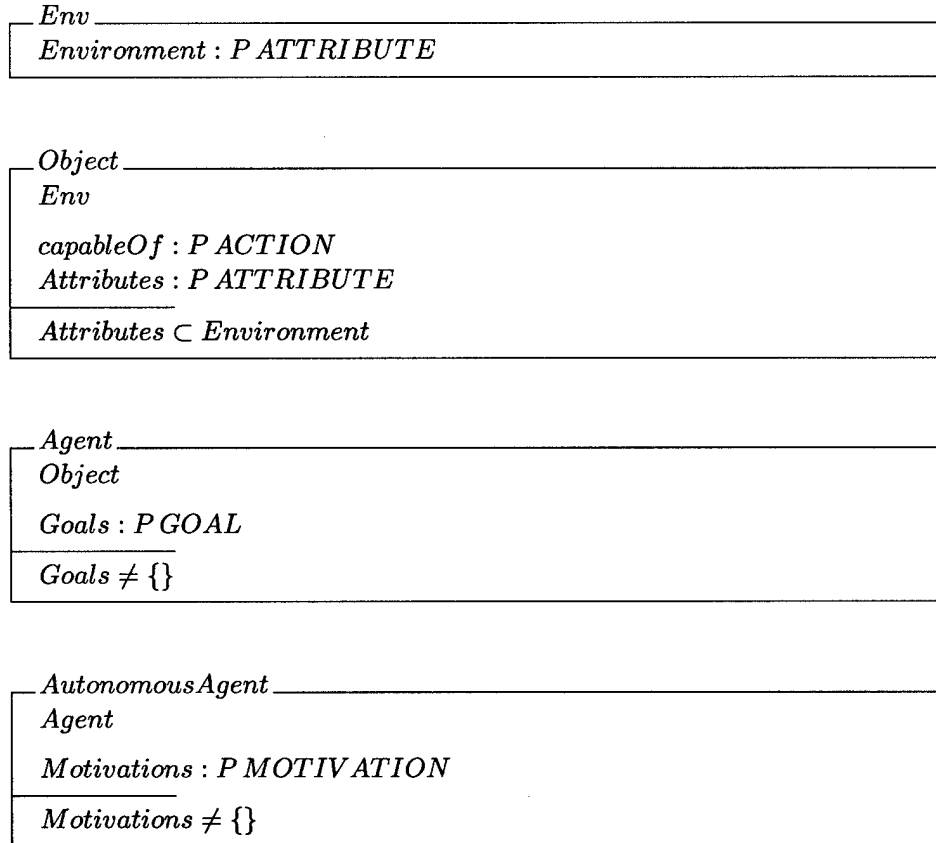 Env
Environment : P ATTRIBUTE
Object
Env
capableOf : P ACTION
Attributes : P ATTRIBUTE
Attributes ⊂ Environment
Agent
Object
Goals : P GOAL
Goals ≠ {}
AutonomousAgent
Agent
Motivations : P MOTIVATION
Motivations ≠ {}